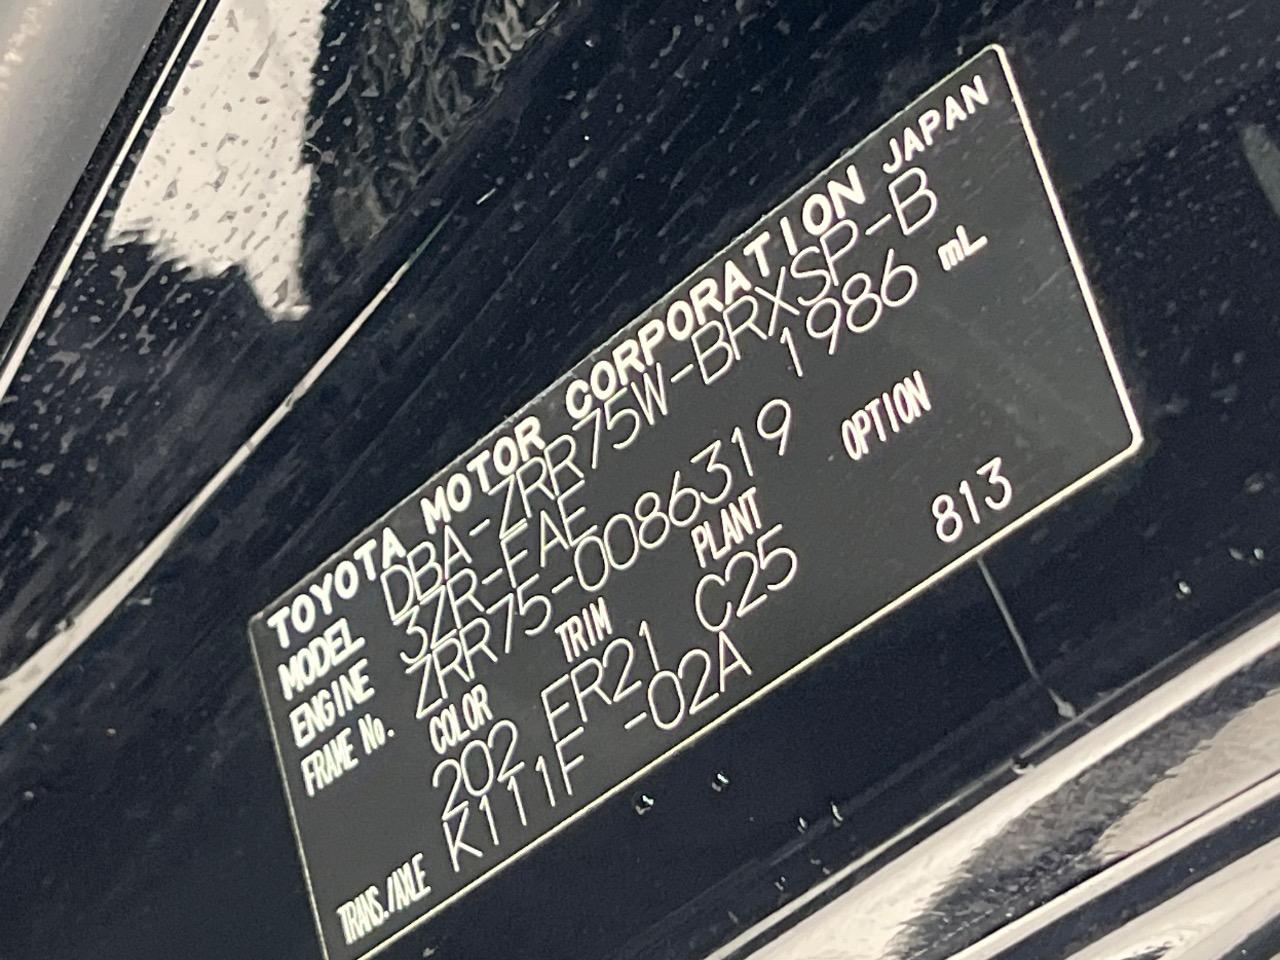 TOYOTA MOTOR CORPORATION JAPAN
MODEL DBA-ZRR75W-BRXSP-B
ENGINE 3ZR-FAE 1986 mL
FRAME No. ZRR75-0086319
COLOR TRIM PLANT OPTION
202 FR21 C25 813
TRANS./AXLE K111F -02A